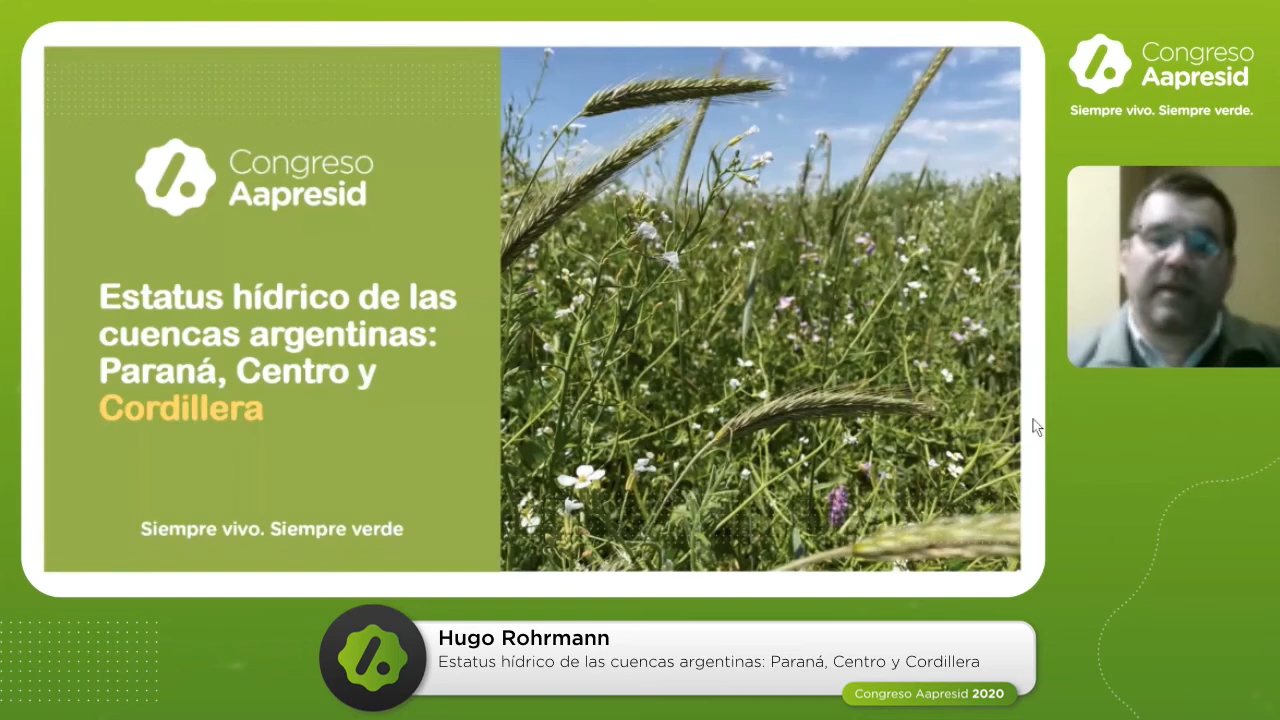 Congreso
Aapresid
Estatus hídrico de las
cuencas argentinas:
Paraná, Centro y
Cordillera
Siempre vivo. Siempre verde
Congreso
Aapresid
Siempre vivo. Siempre verde.
Hugo Rohrmann
Estatus hídrico de las cuencas argentinas: Paraná, Centro y Cordillera
Congreso Aapresid 2020